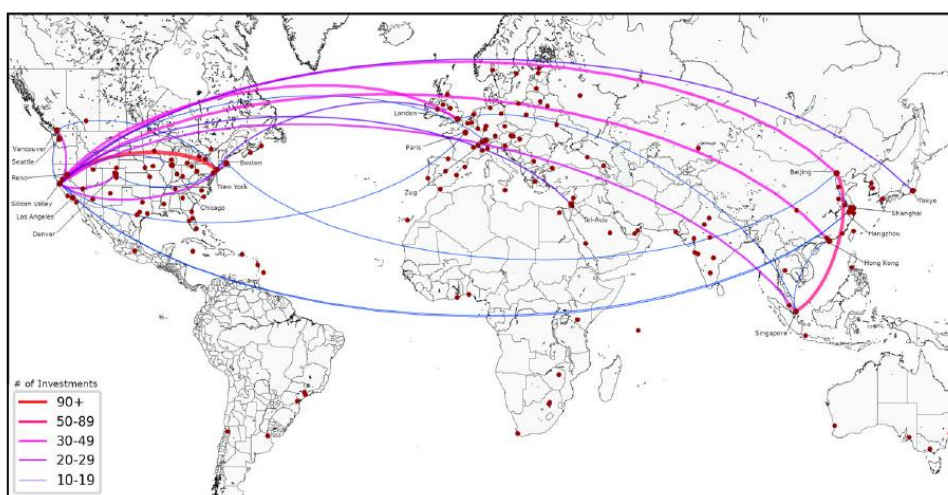 London
Vancouver
Seattle
Boston
Paris
Beijing
Reno
New York
Zug
Tokyo
Silicon Valley
Chicago
Shanghai
Los Angeles
Tel-Aviv
Hangzhou
Denver
Hong Kong
Singapore
# of Investments
90+
50-89
30-49
20-29
10-19